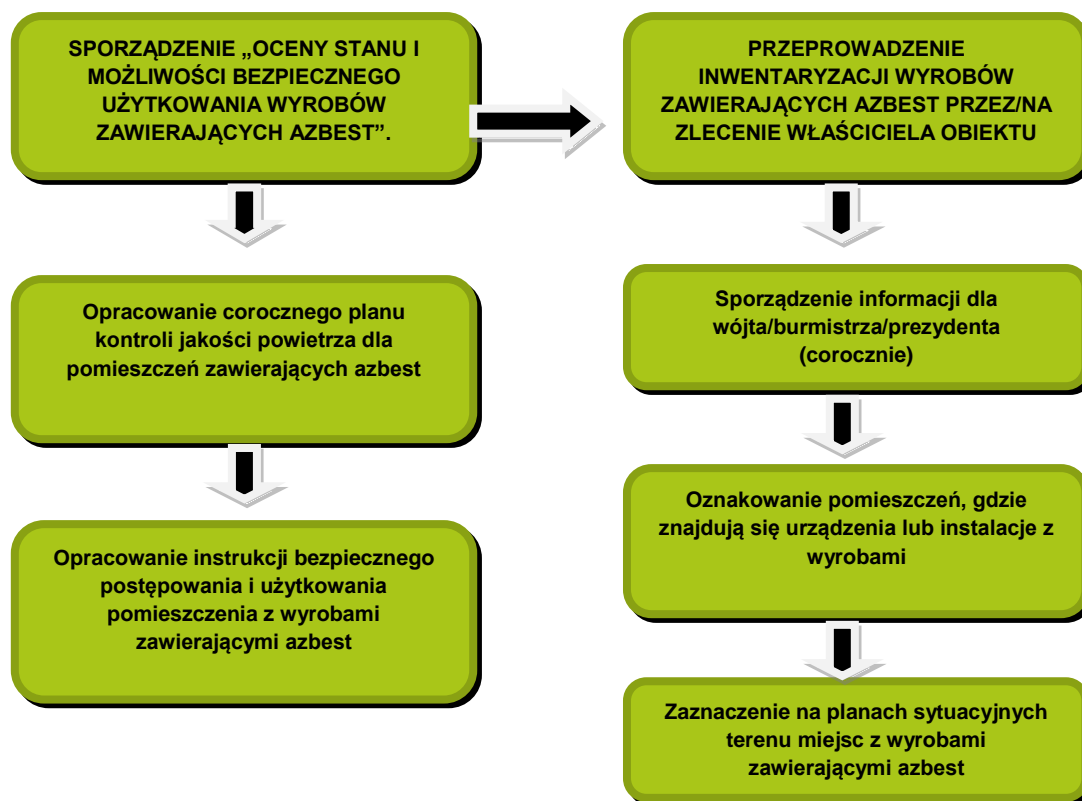 SPORZĄDZENIE „OCENY STANU I
MOŻLIWOŚCI BEZPIECZNEGO
UŻYTKOWANIA WYROBÓW
ZAWIERAJĄCYCH AZBEST”.
PRZEPROWADZENIE
INWENTARYZACJI WYROBÓW
ZAWIERAJĄCYCH AZBEST PRZEZ/NA
ZLECENIE WŁAŚCICIELA OBIEKTU
Opracowanie corocznego planu
kontroli jakości powietrza dla
pomieszczeń zawierających azbest
Sporządzenie informacji dla
wójta/burmistrza/prezydenta
(corocznie)
Opracowanie instrukcji bezpiecznego
postępowania i użytkowania
pomieszczenia z wyrobami
zawierającymi azbest
Oznakowanie pomieszczeń, gdzie
znajdują się urządzenia lub instalacje z
wyrobami
Zaznaczenie na planach sytuacyjnych
terenu miejsc z wyrobami
zawierającymi azbest